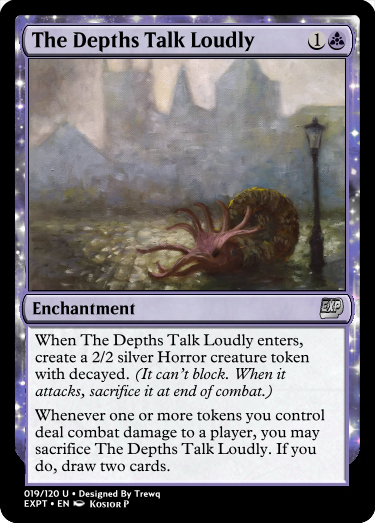 The Depths Talk Loudly 1
Enchantment EXP
When The Depths Talk Loudly enters,
create a 2/2 silver Horror creature token
with decayed. (It can't block. When it
attacks, sacrifice it at end of combat.)
Whenever one or more tokens you control
deal combat damage to a player, you may
sacrifice The Depths Talk Loudly. If you
do, draw two cards.
019/120 U • Designed By Trewq
EXPT • EN Kosior P